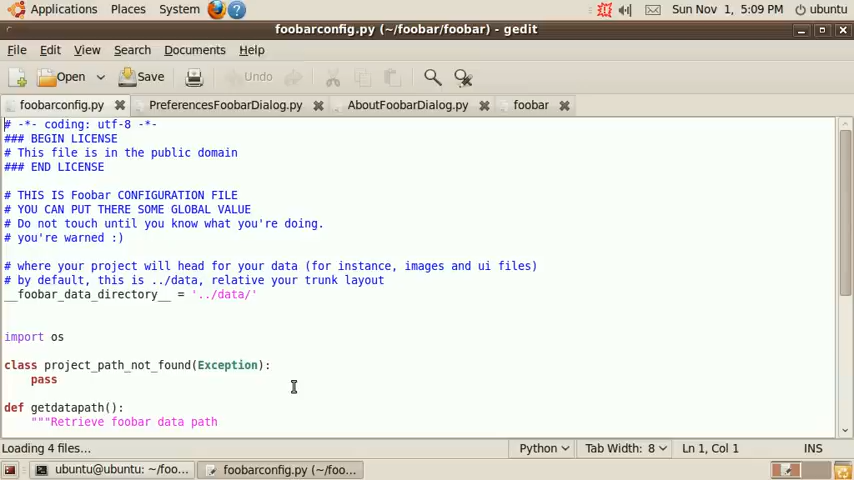 Applications Places System Sun Nov 1, 5:09 PM ubuntu
foobarconfig.py (~/foobar/foobar) - gedit
File Edit View Search Documents Help
Open Save Undo
foobarconfig.py PreferencesFoobarDialog.py AboutFoobarDialog.py foobar
# -*- coding: utf-8 -*-
### BEGIN LICENSE
# This file is in the public domain
### END LICENSE
# THIS IS Foobar CONFIGURATION FILE
# YOU CAN PUT THERE SOME GLOBAL VALUE
# Do not touch until you know what you're doing.
# you're warned :)
# where your project will head for your data (for instance, images and ui files)
# by default, this is ../data, relative your trunk layout
__foobar_data_directory__ = '../data/'
import os
class project_path_not_found(Exception):
    pass
def getdatapath():
    """Retrieve foobar data path
Loading 4 files... Python Tab Width: 8 Ln 1, Col 1 INS
ubuntu@ubuntu: ~/foo... foobarconfig.py (~/foo...